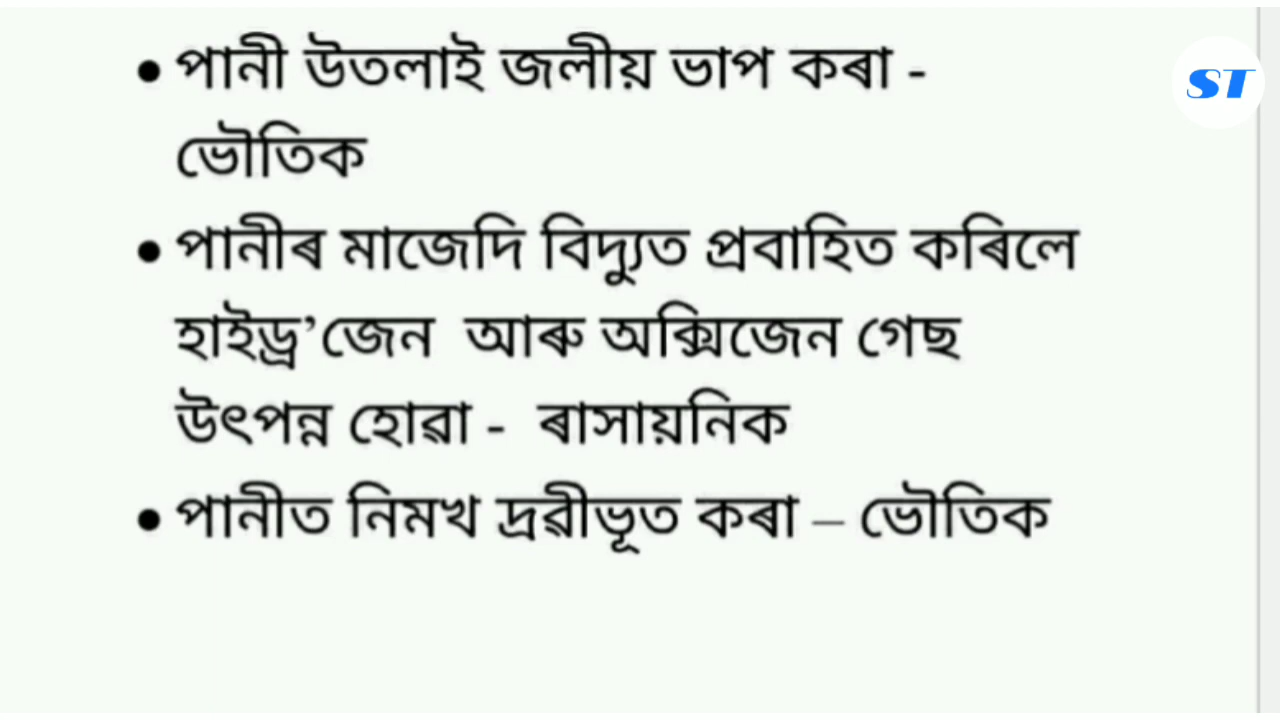 • পানী উতলাই জলীয় ভাপ কৰা -
ভৌতিক
• পানীৰ মাজেদি বিদ্যুত প্ৰবাহিত কৰিলে
হাইড্ৰ’জেন আৰু অক্সিজেন গেছ
উৎপন্ন হোৱা - ৰাসায়নিক
• পানীত নিমখ দ্ৰৱীভূত কৰা – ভৌতিক
ST